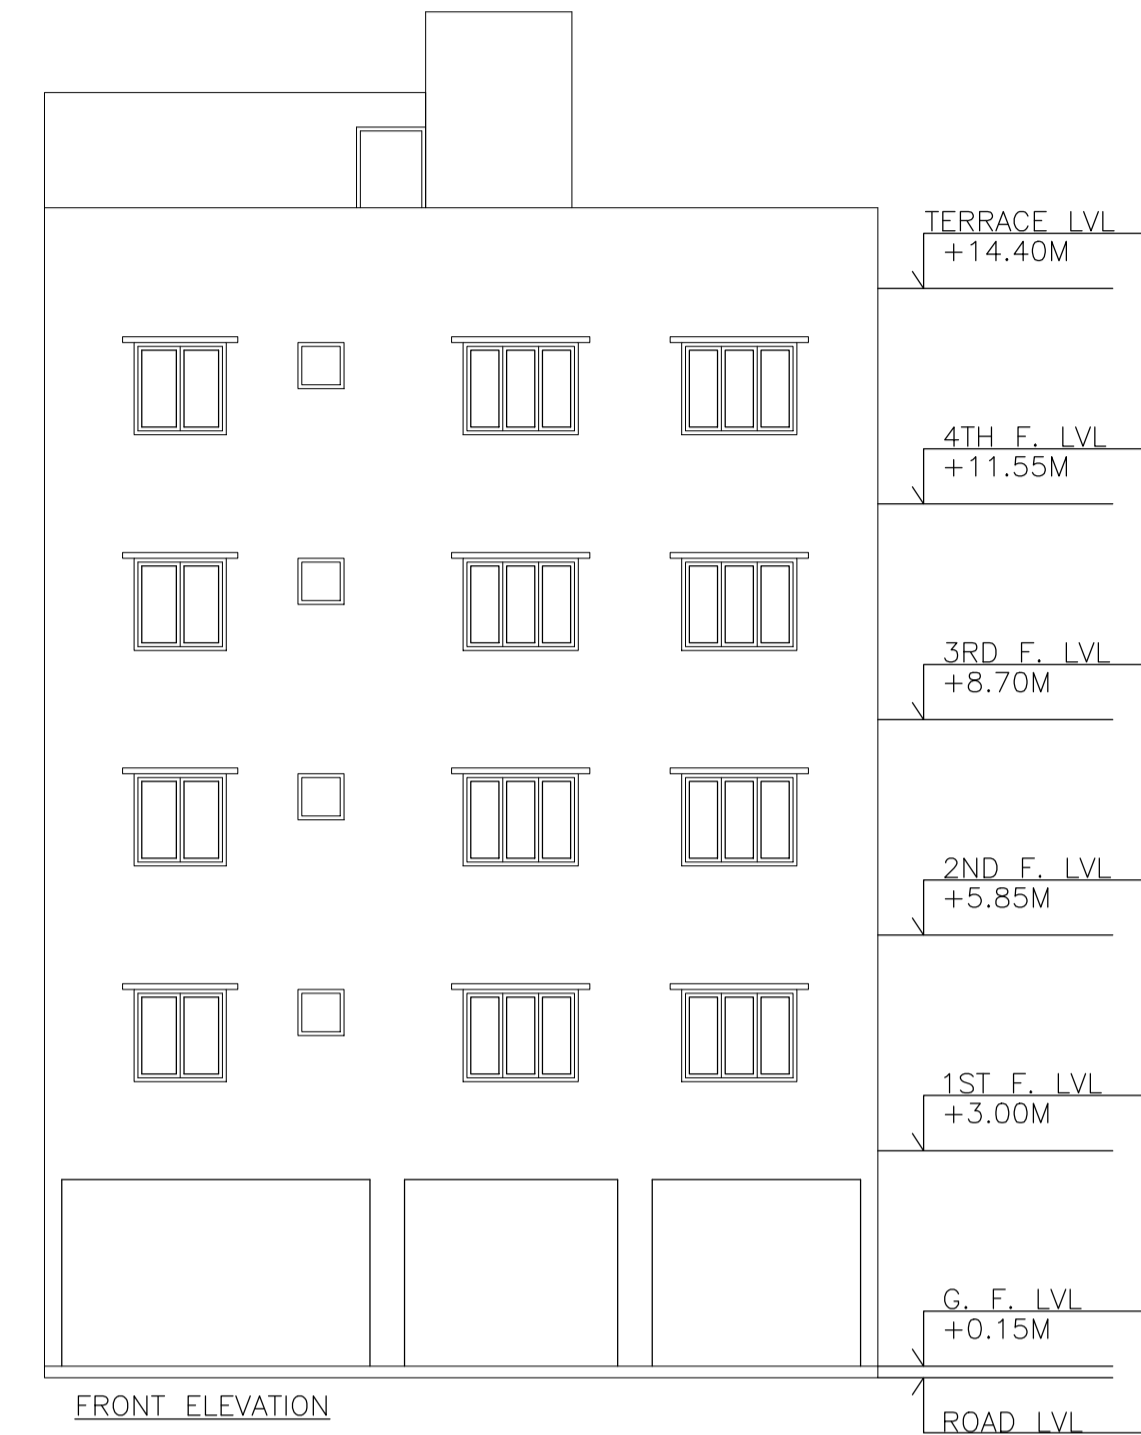 TERRACE LVL
+14.40M
4TH F. LVL
+11.55M
3RD F. LVL
+8.70M
2ND F. LVL
+5.85M
1ST F. LVL
+3.00M
G. F. LVL
+0.15M
FRONT ELEVATION
ROAD LVL